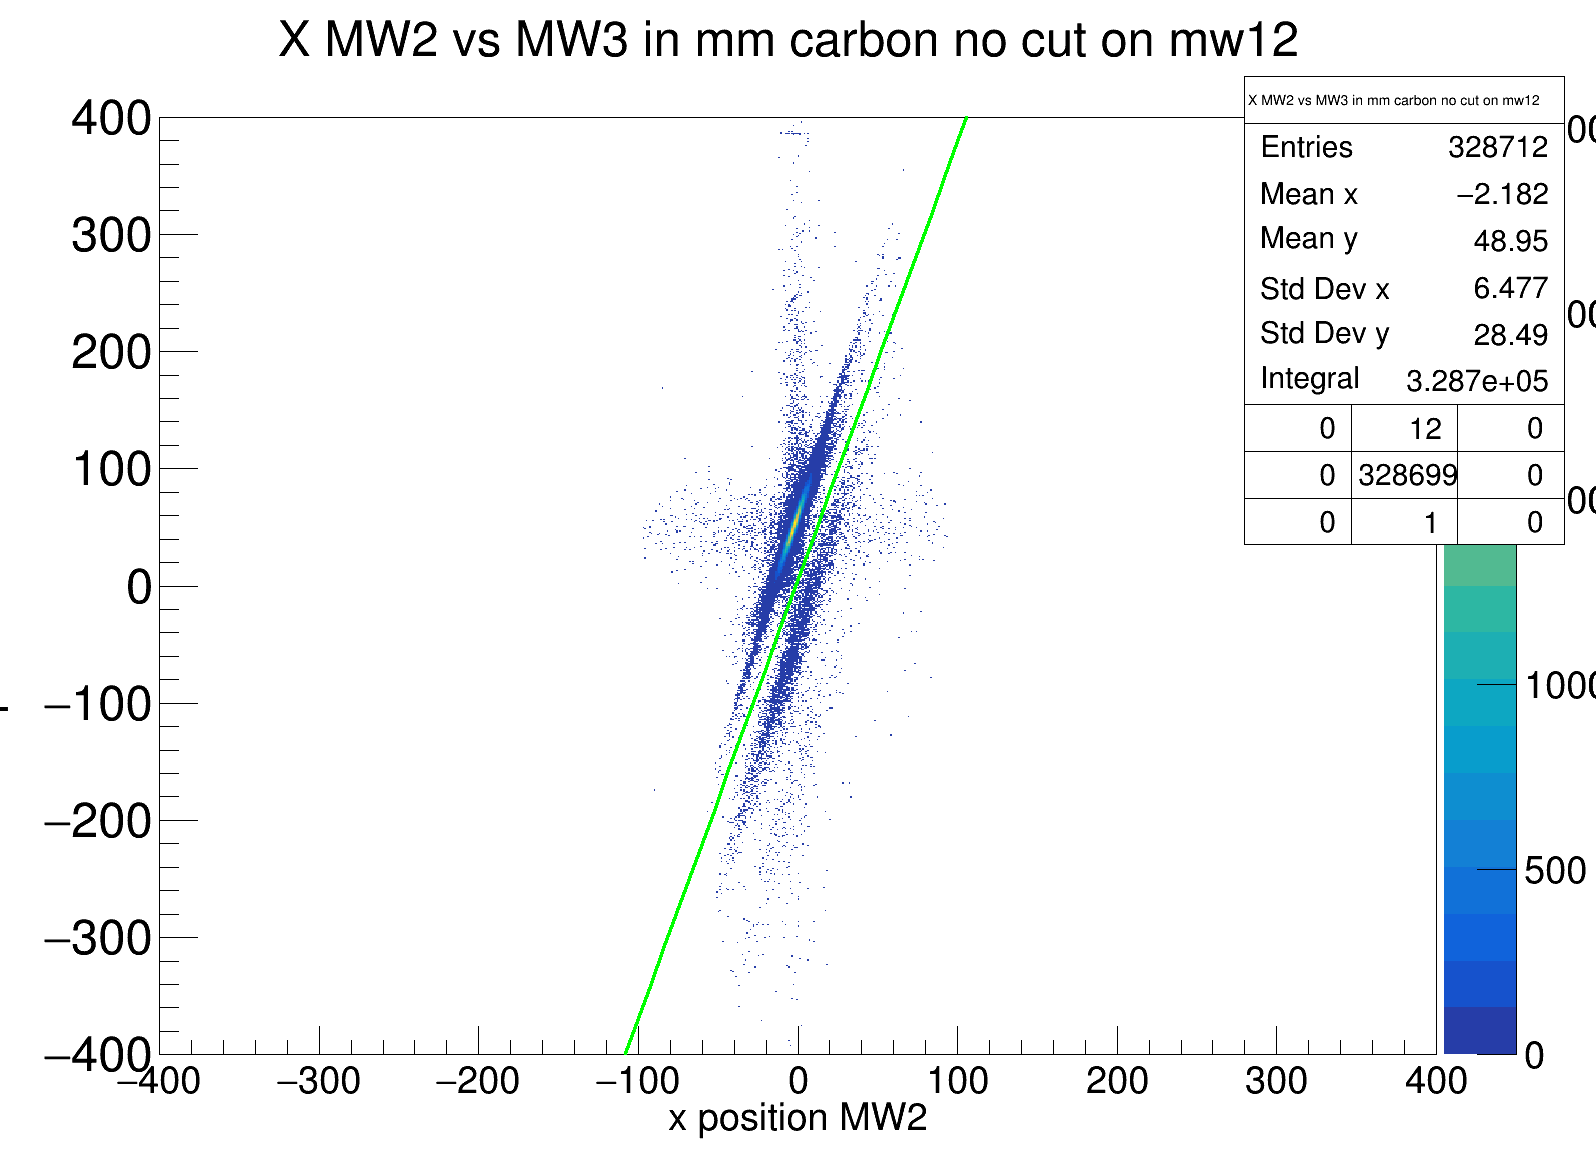 X MW2 vs MW3 in mm carbon no cut on mw12
X MW2 vs MW3 in mm carbon no cut on mw12
Entries 328712
Mean x −2.182
Mean y 48.95
Std Dev x 6.477
Std Dev y 28.49
Integral 3.287e+05
0 12 0
0 328699 0
0 1 0
400
300
200
100
0
−100
−200
−300
−400
−400 −300 −200 −100 0 100 200 300 400
x position MW2
00
00
00
1000
500
0